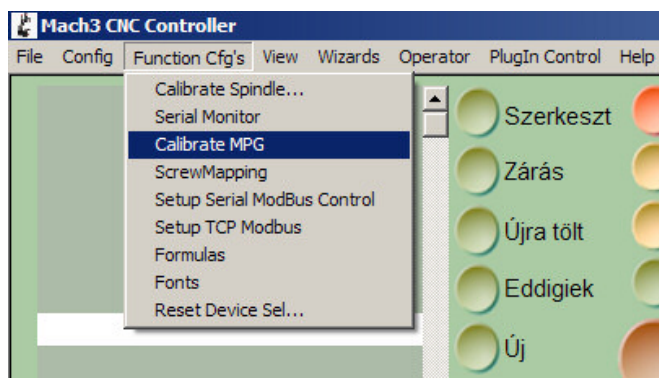 Mach3 CNC Controller
File Config Function Cfg's View Wizards Operator PlugIn Control Help
Calibrate Spindle...
Serial Monitor
Calibrate MPG
ScrewMapping
Setup Serial ModBus Control
Setup TCP Modbus
Formulas
Fonts
Reset Device Sel...
Szerkeszt
Zárás
Újra tölt
Eddigiek
Új